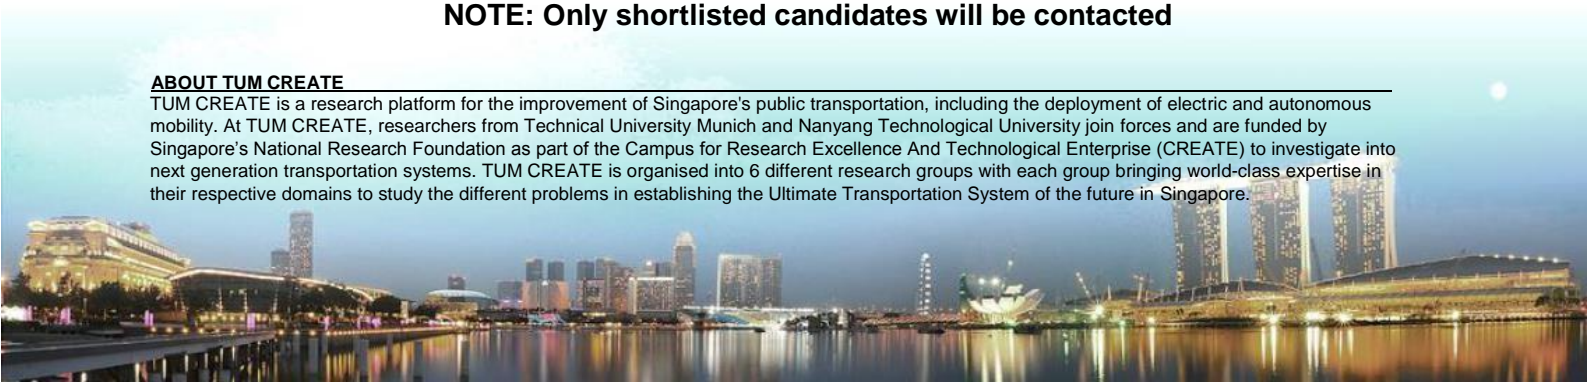 NOTE: Only shortlisted candidates will be contacted
ABOUT TUM CREATE
TUM CREATE is a research platform for the improvement of Singapore's public transportation, including the deployment of electric and autonomous
mobility. At TUM CREATE, researchers from Technical University Munich and Nanyang Technological University join forces and are funded by
Singapore’s National Research Foundation as part of the Campus for Research Excellence And Technological Enterprise (CREATE) to investigate into
next generation transportation systems. TUM CREATE is organised into 6 different research groups with each group bringing world-class expertise in
their respective domains to study the different problems in establishing the Ultimate Transportation System of the future in Singapore.